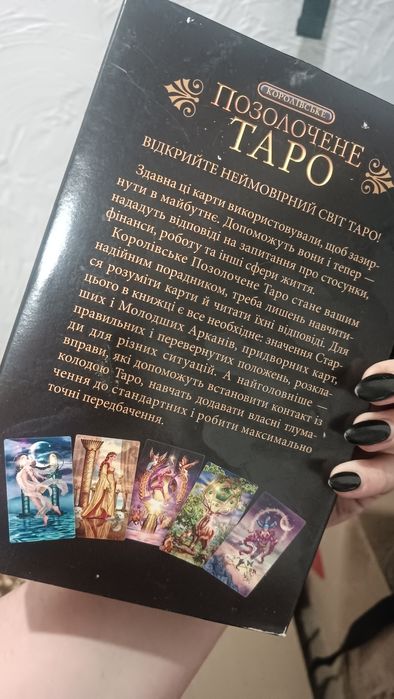 КОРОЛІВСЬКЕ
ПОЗОЛОЧЕНЕ
ТАРО
ВІДКРИЙТЕ НЕЙМОВІРНИЙ СВІТ ТАРО!
Здавна ці карти використовували, щоб зазир-
нути в майбутнє. Допоможуть вони і тепер —
нададуть відповіді на запитання про стосунки,
фінанси, роботу та інші сфери життя.
Королівське Позолочене Таро стане вашим
надійним порадником, треба лишень навчити-
ся розуміти карти й читати їхні відповіді. Для
цього в книжці є все необхідне: значення Стар-
ших і Молодших Арканів, придворних карт,
правильних і перевернутих положень, розкла-
ди для різних ситуацій. А найголовніше —
вправи, які допоможуть встановити контакт із
колодою Таро, навчать додавати власні тлума-
чення до стандартних і робити максимально
точні передбачення.